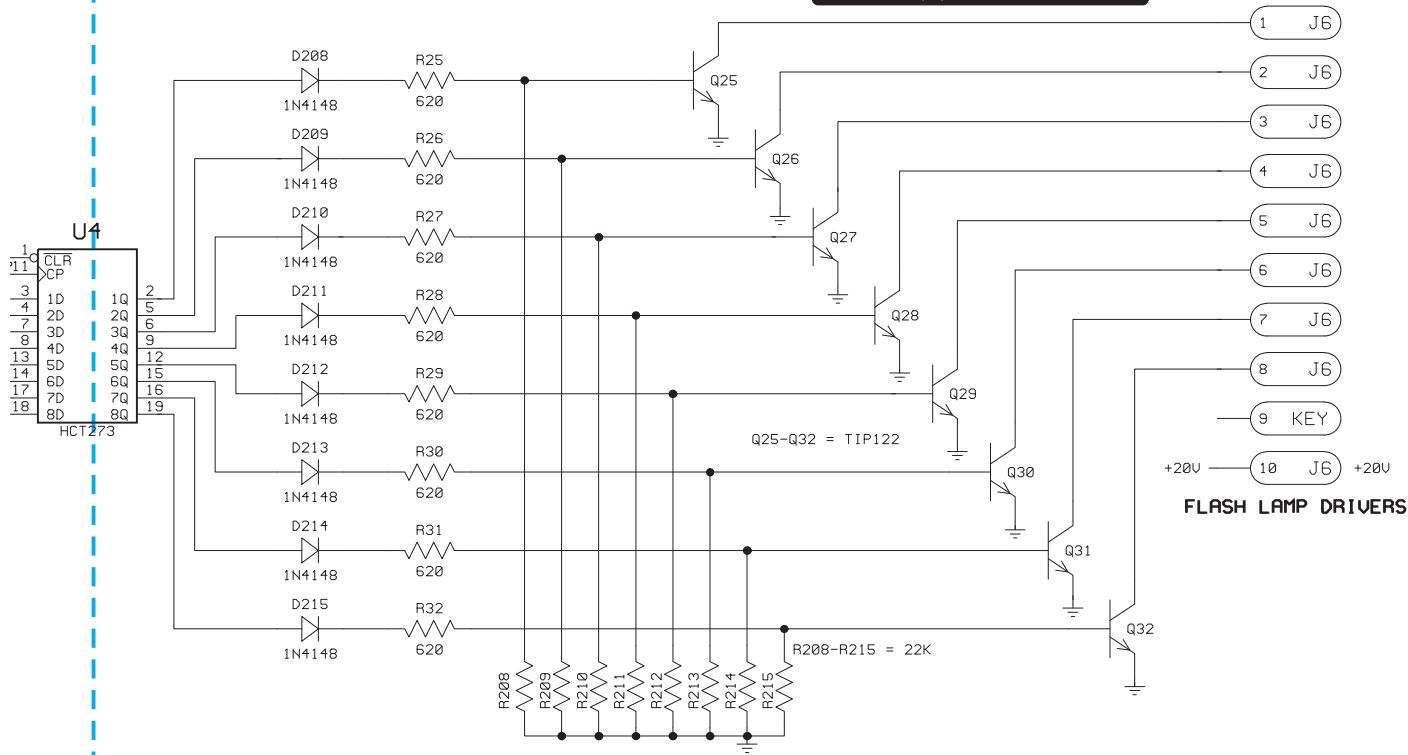 1 J6
D208
R25
Q25
1N4148
620
2 J6
D209
R26
Q26
1N4148
620
3 J6
D210
R27
Q27
1N4148
620
4 J6
U4
1 CLR
11 CP
3 1D 1Q 2
4 2D 2Q 5
7 3D 3Q 6
8 4D 4Q 9
13 5D 5Q 12
14 6D 6Q 15
17 7D 7Q 16
18 8D 8Q 19
HCT273
D211
R28
Q28
1N4148
620
5 J6
D212
R29
Q29
1N4148
620
6 J6
7 J6
8 J6
9 KEY
Q25-Q32 = TIP122
+20V 10 J6 +20V
FLASH LAMP DRIVERS
D213
R30
Q30
1N4148
620
D214
R31
Q31
1N4148
620
D215
R32
Q32
1N4148
620
R208-R215 = 22K
R208
R209
R210
R211
R212
R213
R214
R215